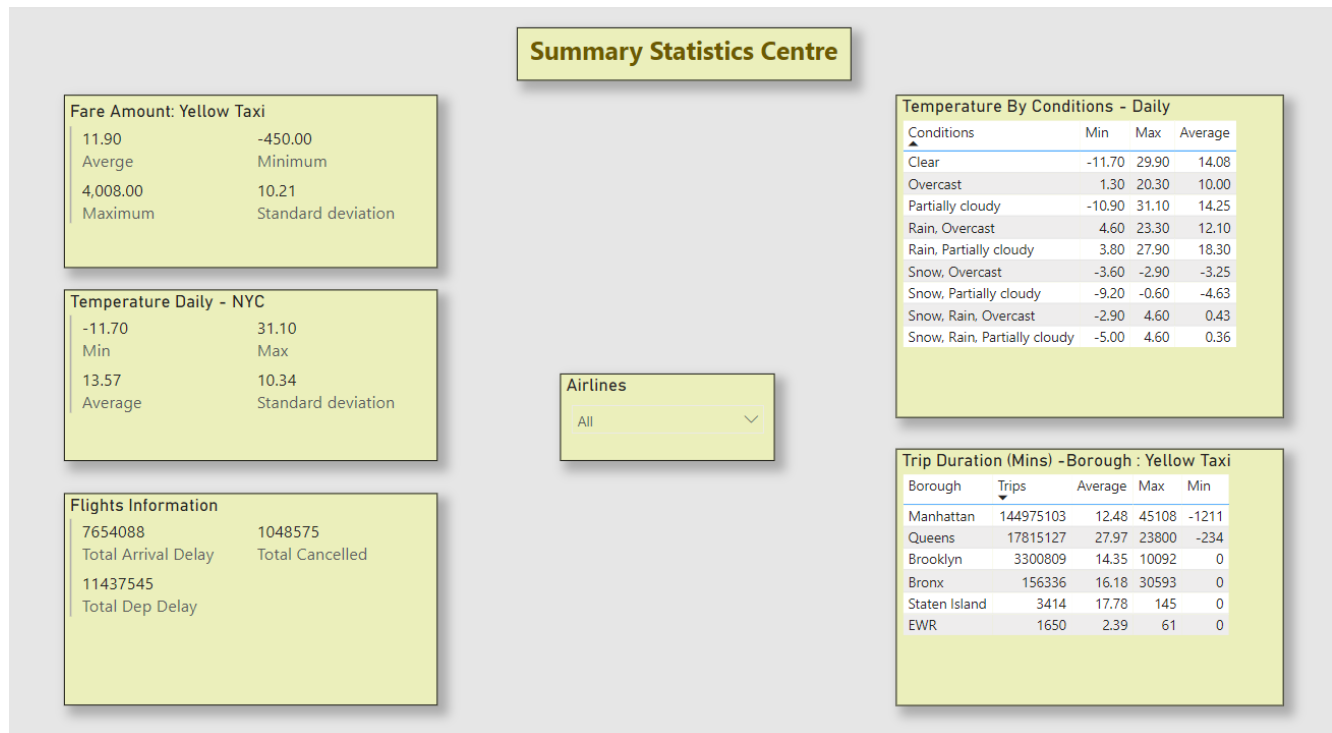 Summary Statistics Centre
Fare Amount: Yellow Taxi
11.90 -450.00
Averge Minimum
4,008.00 10.21
Maximum Standard deviation
Temperature Daily - NYC
-11.70 31.10
Min Max
13.57 10.34
Average Standard deviation
Flights Information
7654088 1048575
Total Arrival Delay Total Cancelled
11437545
Total Dep Delay
Airlines
All
Temperature By Conditions - Daily
Conditions Min Max Average
Clear -11.70 29.90 14.08
Overcast 1.30 20.30 10.00
Partially cloudy -10.90 31.10 14.25
Rain, Overcast 4.60 23.30 12.10
Rain, Partially cloudy 3.80 27.90 18.30
Snow, Overcast -3.60 -2.90 -3.25
Snow, Partially cloudy -9.20 -0.60 -4.63
Snow, Rain, Overcast -2.90 4.60 0.43
Snow, Rain, Partially cloudy -5.00 4.60 0.36
Trip Duration (Mins) -Borough : Yellow Taxi
Borough Trips Average Max Min
Manhattan 144975103 12.48 45108 -1211
Queens 17815127 27.97 23800 -234
Brooklyn 3300809 14.35 10092 0
Bronx 156336 16.18 30593 0
Staten Island 3414 17.78 145 0
EWR 1650 2.39 61 0